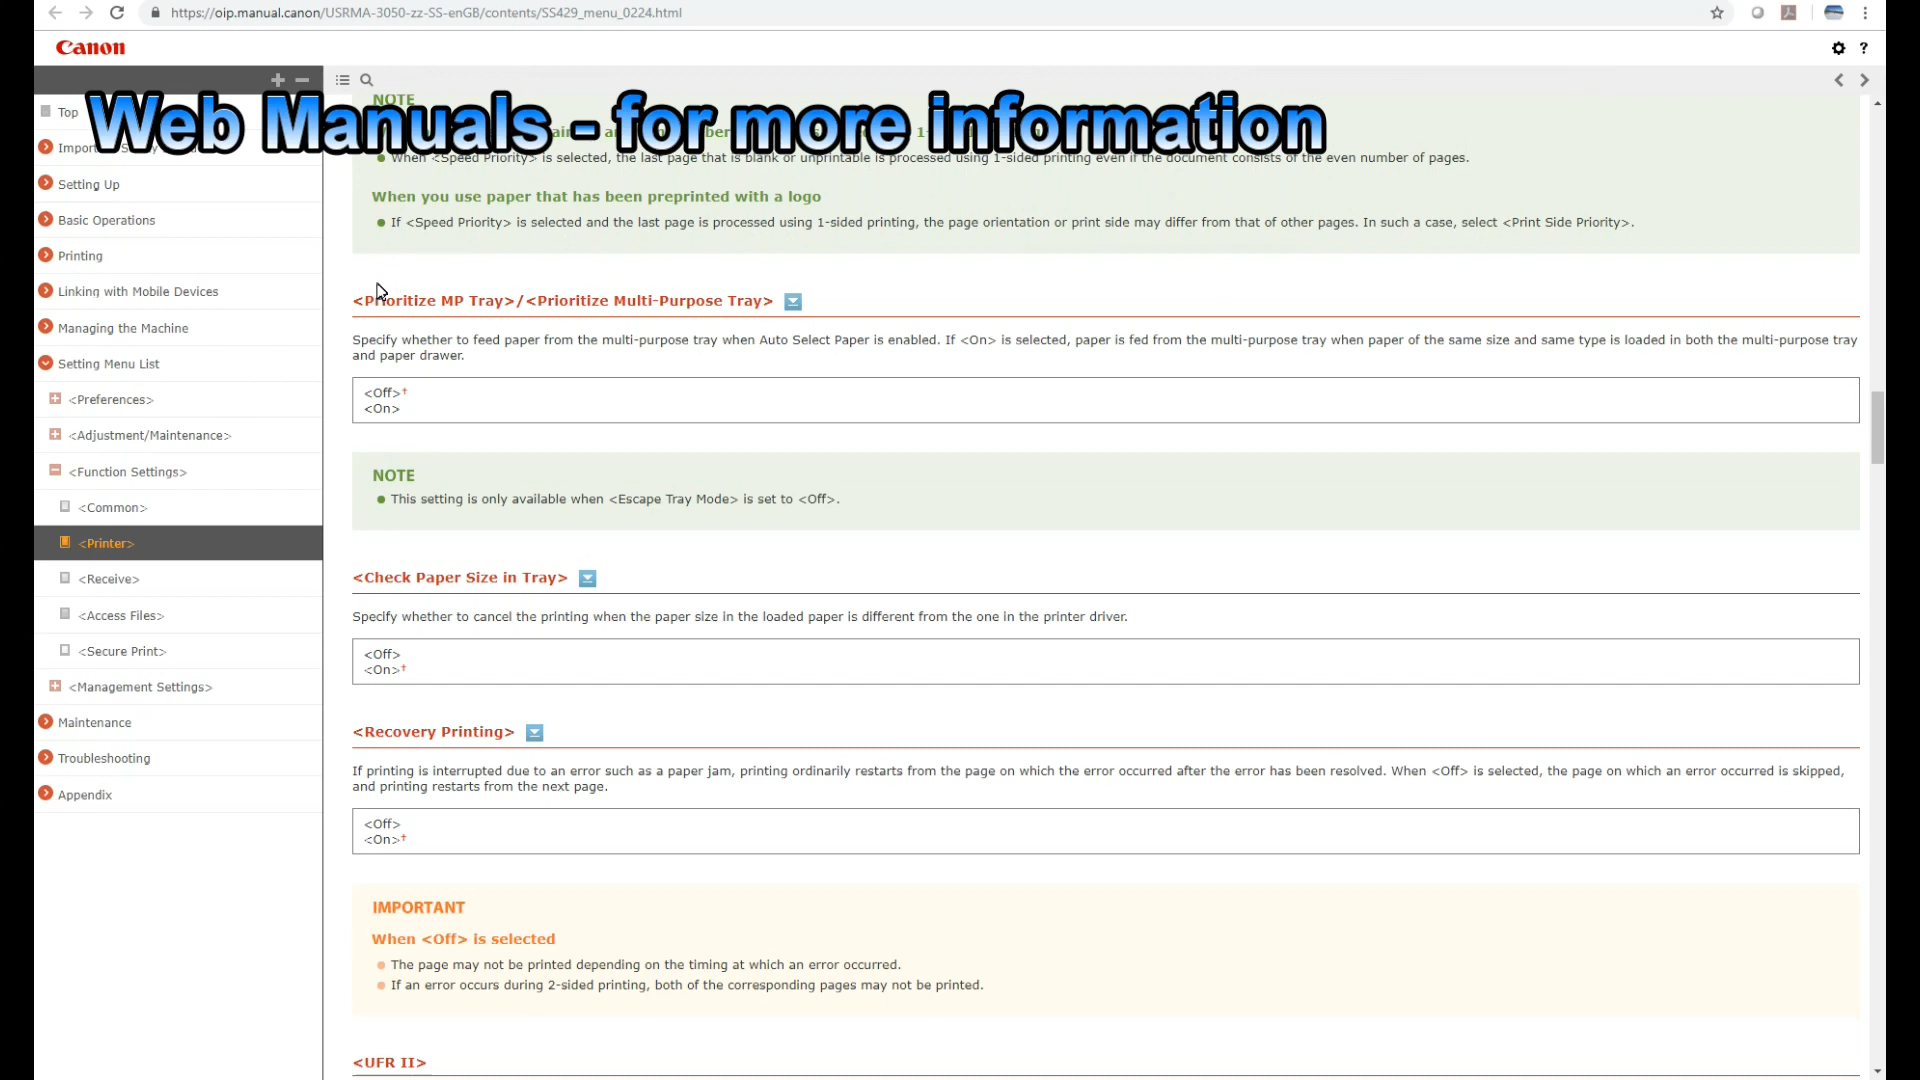 https://oip.manual.canon/USRMA-3050-zz-SS-enGB/contents/SS429_menu_0224.html
Canon
?
Web Manuals - for more information
Top
Setting Up
Basic Operations
Printing
Linking with Mobile Devices
Managing the Machine
Setting Menu List
<Preferences>
<Adjustment/Maintenance>
<Function Settings>
<Common>
<Printer>
<Receive>
<Access Files>
<Secure Print>
<Management Settings>
Maintenance
Troubleshooting
Appendix
NOTE
When <Speed Priority> is selected, the last page that is blank or unprintable is processed using 1-sided printing even if the document consists of the even number of pages.
When you use paper that has been preprinted with a logo
If <Speed Priority> is selected and the last page is processed using 1-sided printing, the page orientation or print side may differ from that of other pages. In such a case, select <Print Side Priority>.
<Prioritize MP Tray>/<Prioritize Multi-Purpose Tray>
Specify whether to feed paper from the multi-purpose tray when Auto Select Paper is enabled. If <On> is selected, paper is fed from the multi-purpose tray when paper of the same size and same type is loaded in both the multi-purpose tray
and paper drawer.
<Off>†
<On>
NOTE
This setting is only available when <Escape Tray Mode> is set to <Off>.
<Check Paper Size in Tray>
Specify whether to cancel the printing when the paper size in the loaded paper is different from the one in the printer driver.
<Off>
<On>†
<Recovery Printing>
If printing is interrupted due to an error such as a paper jam, printing ordinarily restarts from the page on which the error occurred after the error has been resolved. When <Off> is selected, the page on which an error occurred is skipped,
and printing restarts from the next page.
<Off>
<On>†
IMPORTANT
When <Off> is selected
The page may not be printed depending on the timing at which an error occurred.
If an error occurs during 2-sided printing, both of the corresponding pages may not be printed.
<UFR II>